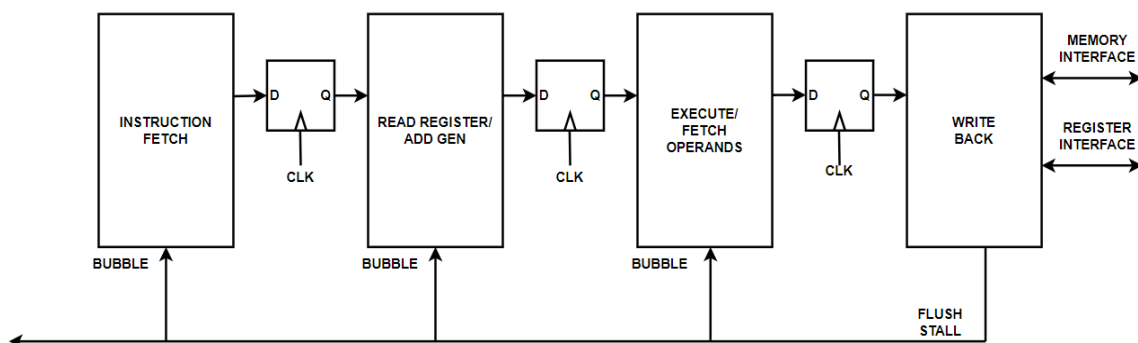 INSTRUCTION
FETCH
D
Q
CLK
READ REGISTER/
ADD GEN
D
Q
CLK
EXECUTE/
FETCH
OPERANDS
D
Q
CLK
WRITE
BACK
MEMORY
INTERFACE
REGISTER
INTERFACE
BUBBLE
BUBBLE
BUBBLE
FLUSH
STALL